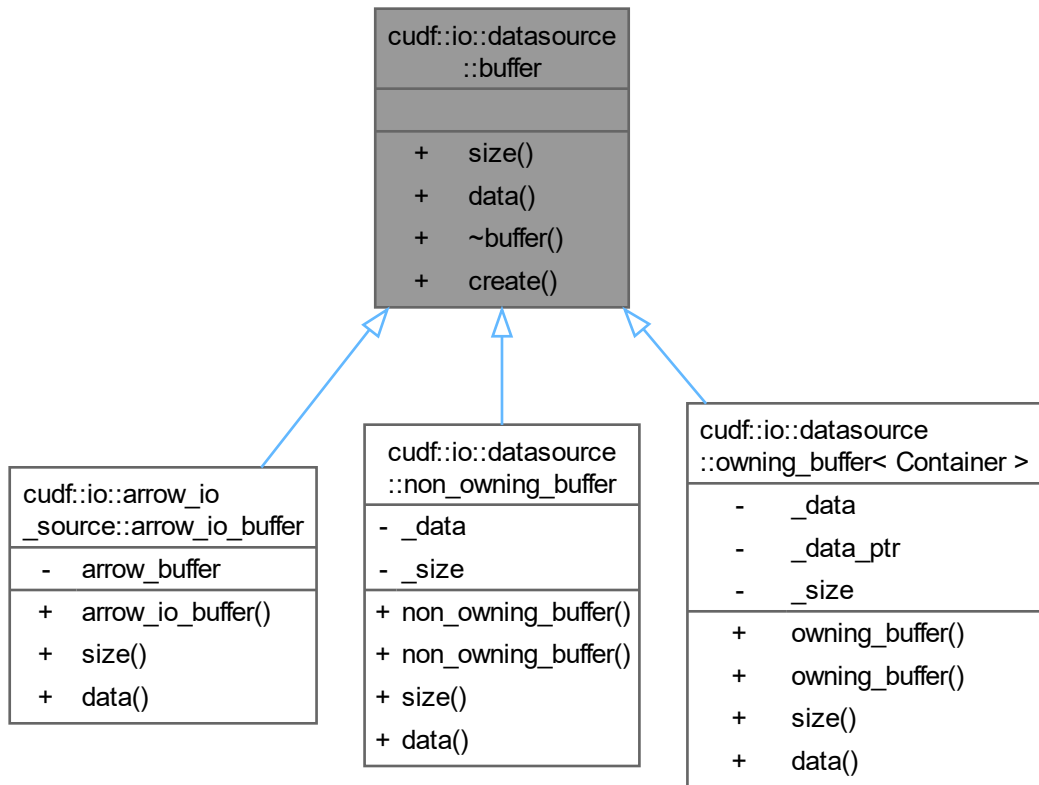 cudf::io::datasource
::buffer
+ size()
+ data()
+ ~buffer()
+ create()
cudf::io::arrow_io
_source::arrow_io_buffer
- arrow_buffer
+ arrow_io_buffer()
+ size()
+ data()
cudf::io::datasource
::non_owning_buffer
- _data
- _size
+ non_owning_buffer()
+ non_owning_buffer()
+ size()
+ data()
cudf::io::datasource
::owning_buffer< Container >
- _data
- _data_ptr
- _size
+ owning_buffer()
+ owning_buffer()
+ size()
+ data()